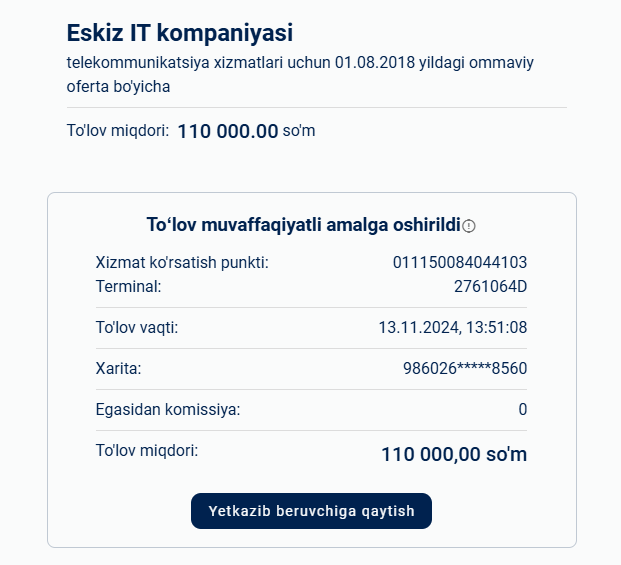 Eskiz IT kompaniyasi
telekommunikatsiya xizmatlari uchun 01.08.2018 yildagi ommaviy
oferta bo'yicha
To'lov miqdori: 110 000.00 so'm
Toʻlov muvaffaqiyatli amalga oshirildi
Xizmat ko'rsatish punkti: 011150084044103
Terminal: 2761064D
To'lov vaqti: 13.11.2024, 13:51:08
Xarita: 986026*****8560
Egasidan komissiya: 0
To'lov miqdori: 110 000,00 so'm
Yetkazib beruvchiga qaytish